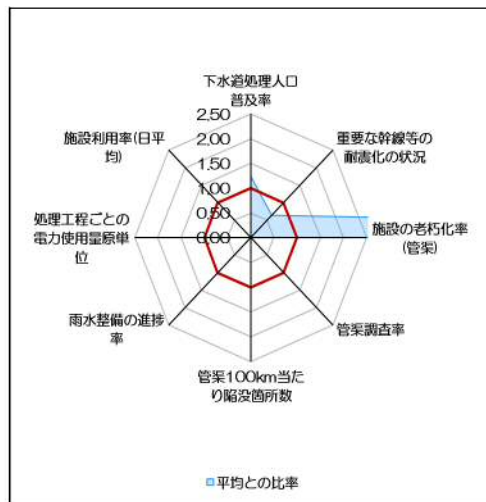 下水道処理人口
普及率
重要な幹線等の
耐震化の状況
施設の老朽化率
(管渠)
管渠調査率
管渠100km当た
り陥没箇所数
雨水整備の進捗
率
処理工程ごとの
電力使用量原単
位
施設利用率(日平
均)
2.50
2.00
1.50
1.00
0.50
0.00
平均との比率